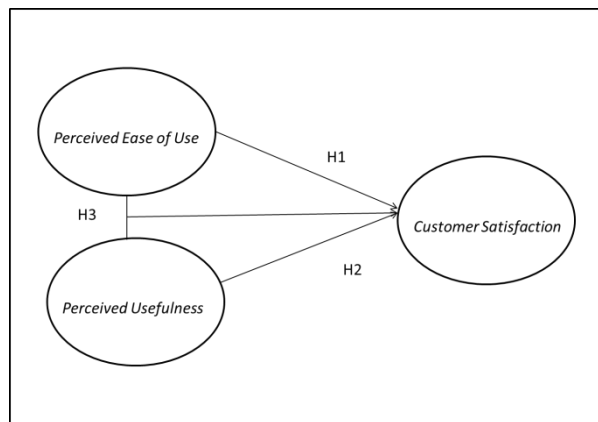 Perceived Ease of Use
H1
H3
Customer Satisfaction
H2
Perceived Usefulness